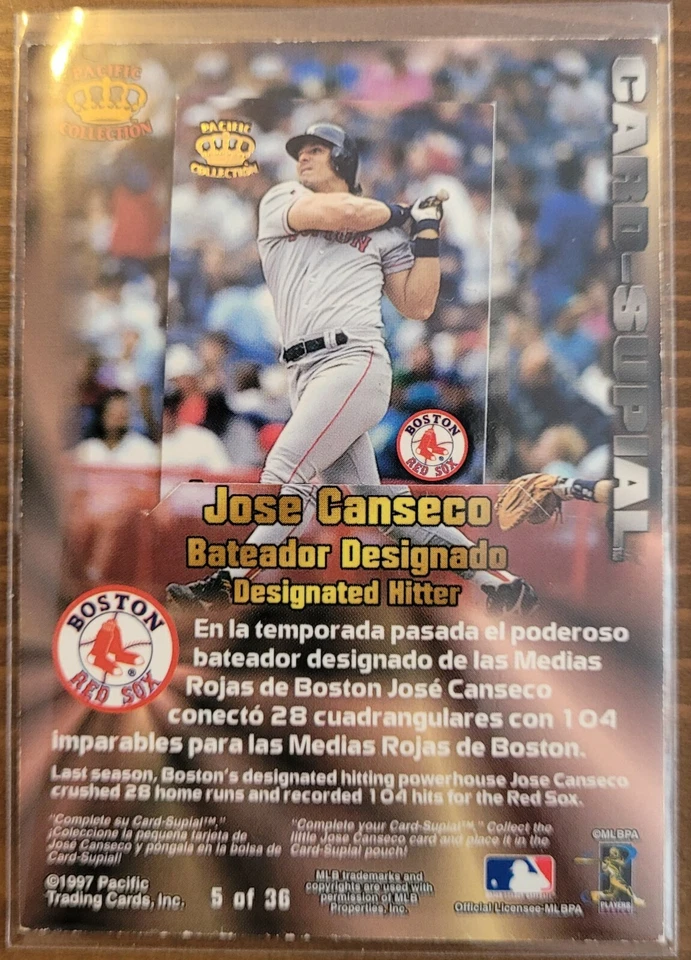 PACIFIC
COLLECTION
PACIFIC
COLLECTION
CARD-SUPIAL
BOSTON
BOSTON
RED SOX
Jose Canseco
Bateador Designado
Designated Hitter
BOSTON
RED SOX
En la temporada pasada el poderoso
bateador designado de las Medias
Rojas de Boston José Canseco
conectó 28 cuadrangulares con 104
imparables para las Medias Rojas de Boston.
Last season, Boston's designated hitting powerhouse Jose Canseco
crushed 28 home runs and recorded 104 hits for the Red Sox.
"Complete su Card-Supial™."
¡Coleccione la pequeña tarjeta de
José Canseco y póngala en la bolsa de
Card-Supial!
"Complete your Card-Supial™." Collect the
little Jose Canseco card and place it in the
Card-Supial pouch!
©1997 Pacific
Trading Cards, Inc.
5 of 36
MLB trademarks and
copyrights are used with
permission of MLB
Properties, Inc.
Official Licensee-MLBPA
©MLBPA
PLAYERS